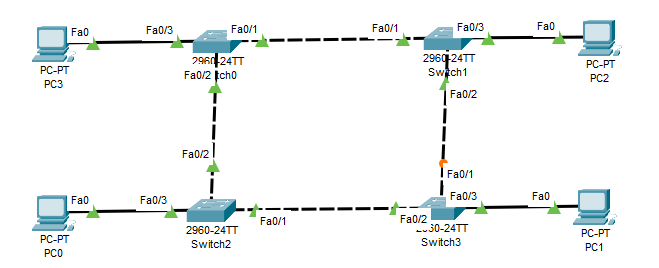 Fa0
Fa0/3
Fa0/1
Fa0/1
Fa0/3
Fa0
PC-PT
PC3
2960-24TT
Fa0/2
tch0
2960-24TT
Switch1
PC-PT
PC2
Fa0/2
Fa0/2
Fa0/1
Fa0
Fa0/3
Fa0/1
Fa0/2
Fa0/3
Fa0
PC-PT
PC0
2960-24TT
Switch2
2960-24TT
Switch3
PC-PT
PC1